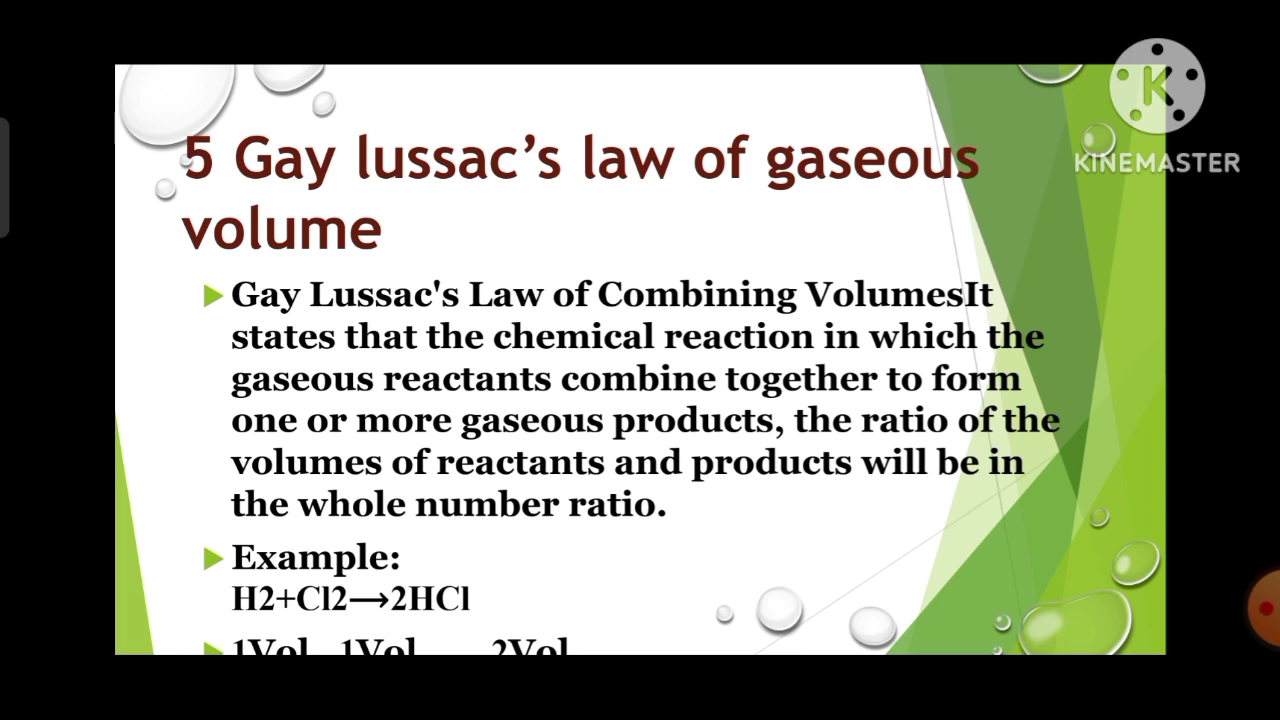 5 Gay lussac’s law of gaseous
volume
Gay Lussac's Law of Combining VolumesIt
states that the chemical reaction in which the
gaseous reactants combine together to form
one or more gaseous products, the ratio of the
volumes of reactants and products will be in
the whole number ratio.
Example:
H2+Cl2⟶2HCl
1Vol 1Vol 2Vol
K
KINEMASTER